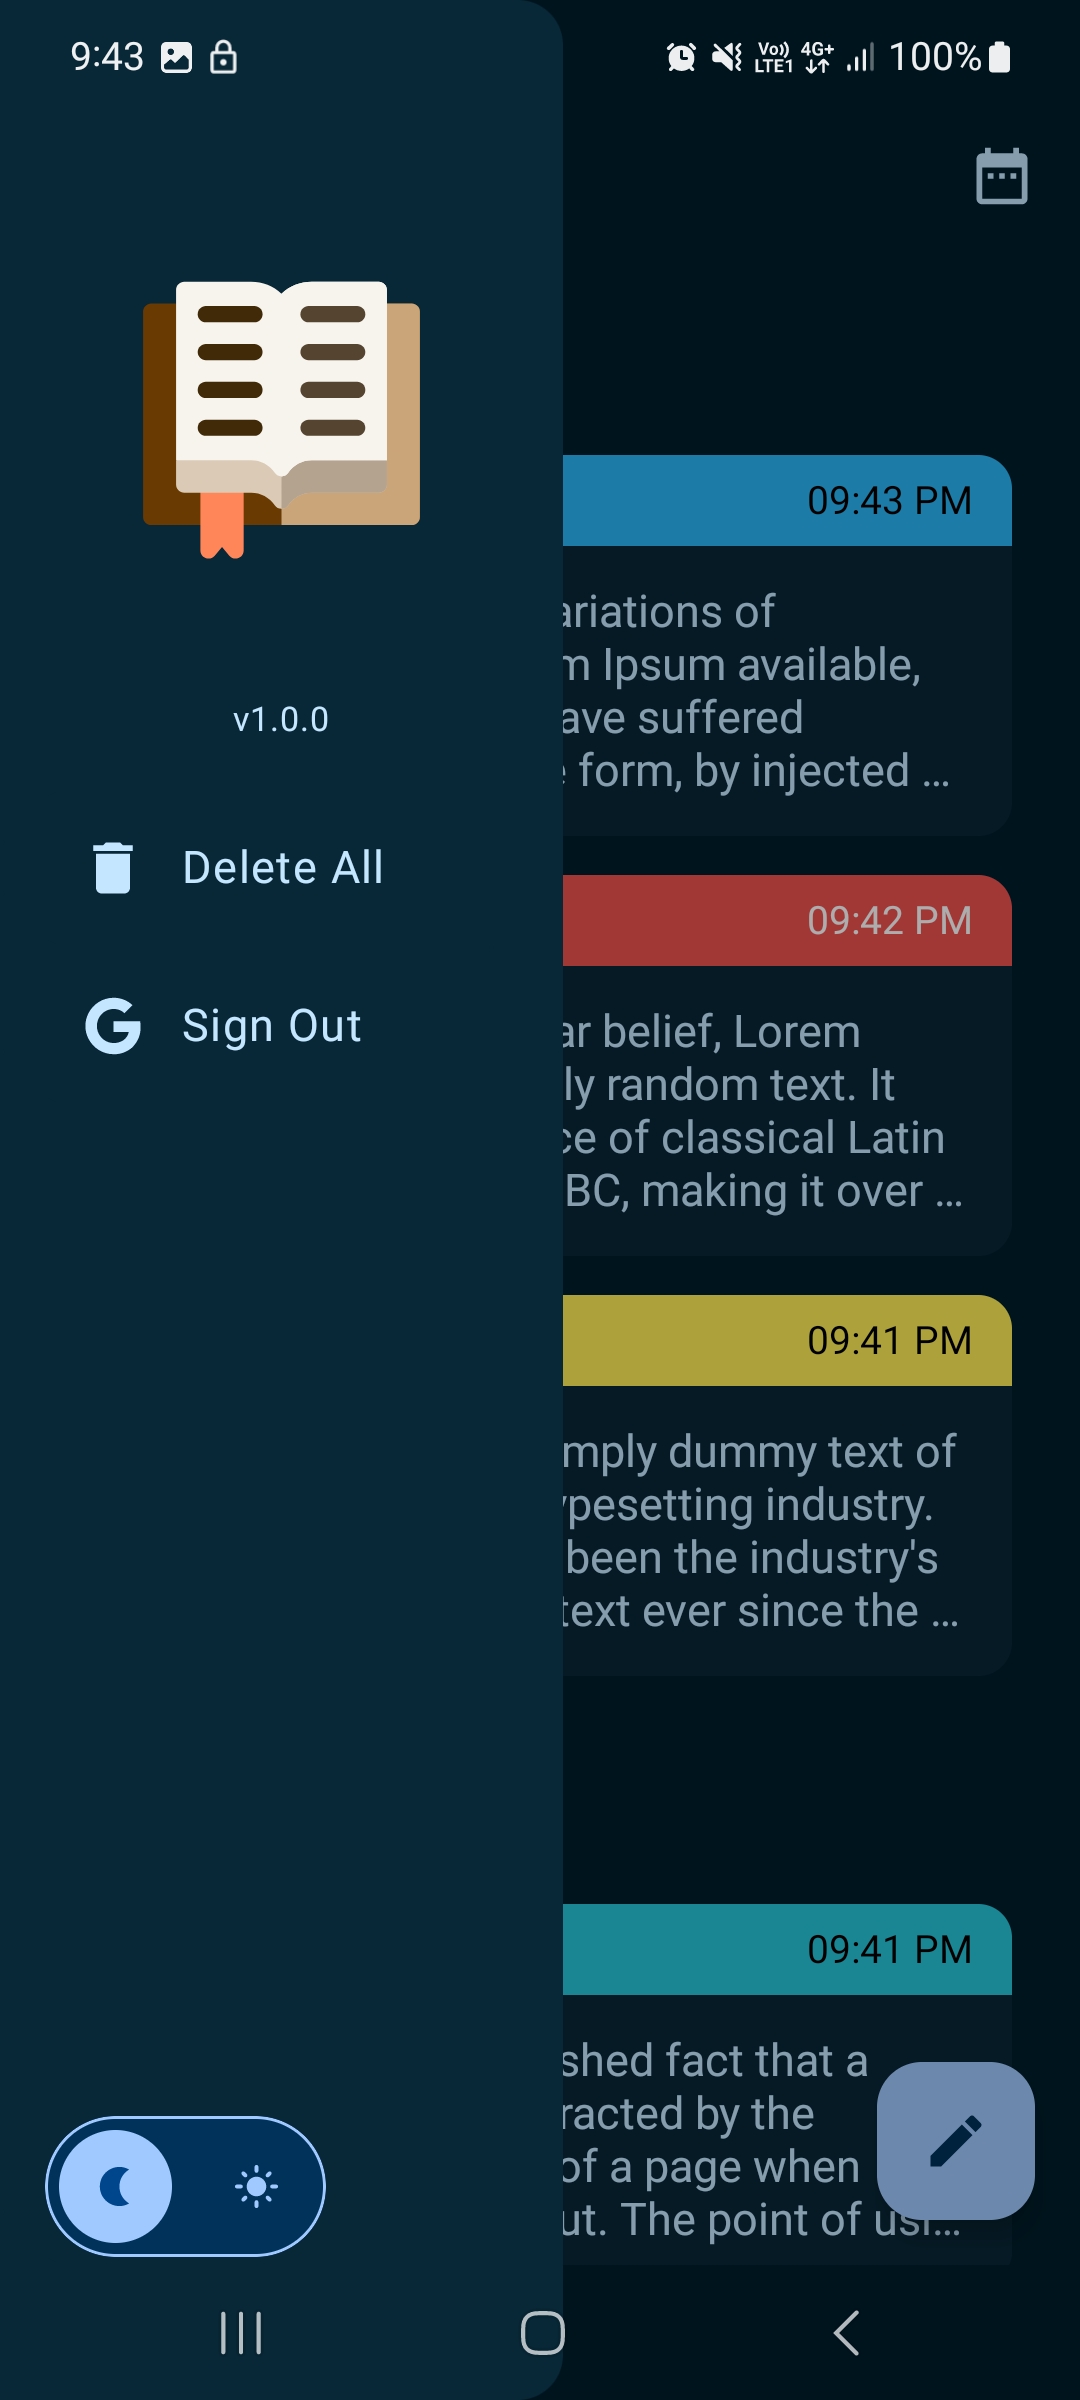 9:43
Vo)) LTE1 4G+ 100%
v1.0.0
Delete All
Sign Out
09:43 PM
ariations of
m Ipsum available,
ave suffered
e form, by injected ...
09:42 PM
ar belief, Lorem
ly random text. It
ce of classical Latin
BC, making it over ...
09:41 PM
mply dummy text of
ypesetting industry.
been the industry's
text ever since the ...
09:41 PM
shed fact that a
racted by the
of a page when
ut. The point of